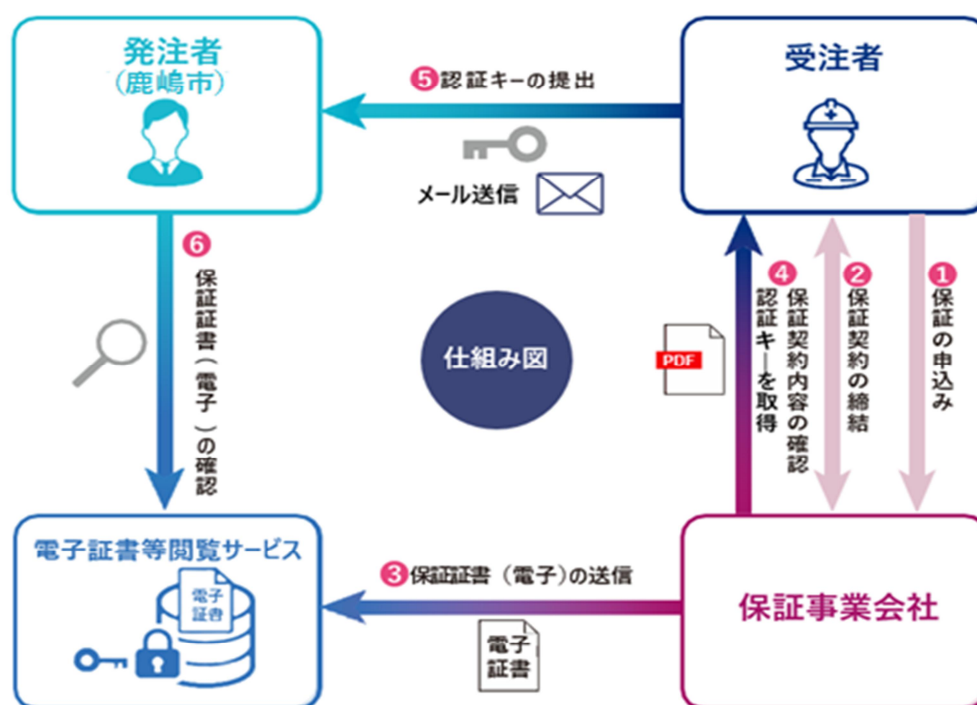 発注者
(鹿嶋市)
❺認証キーの提出
メール送信
受注者
❻
保証証書(電子)の確認
仕組み図
PDF
❹
保証契約内容の確認
認証キーを取得
❷
保証契約の締結
❶
保証の申込み
電子証書等閲覧サービス
電子
証書
❸保証証書(電子)の送信
電子
証書
保証事業会社